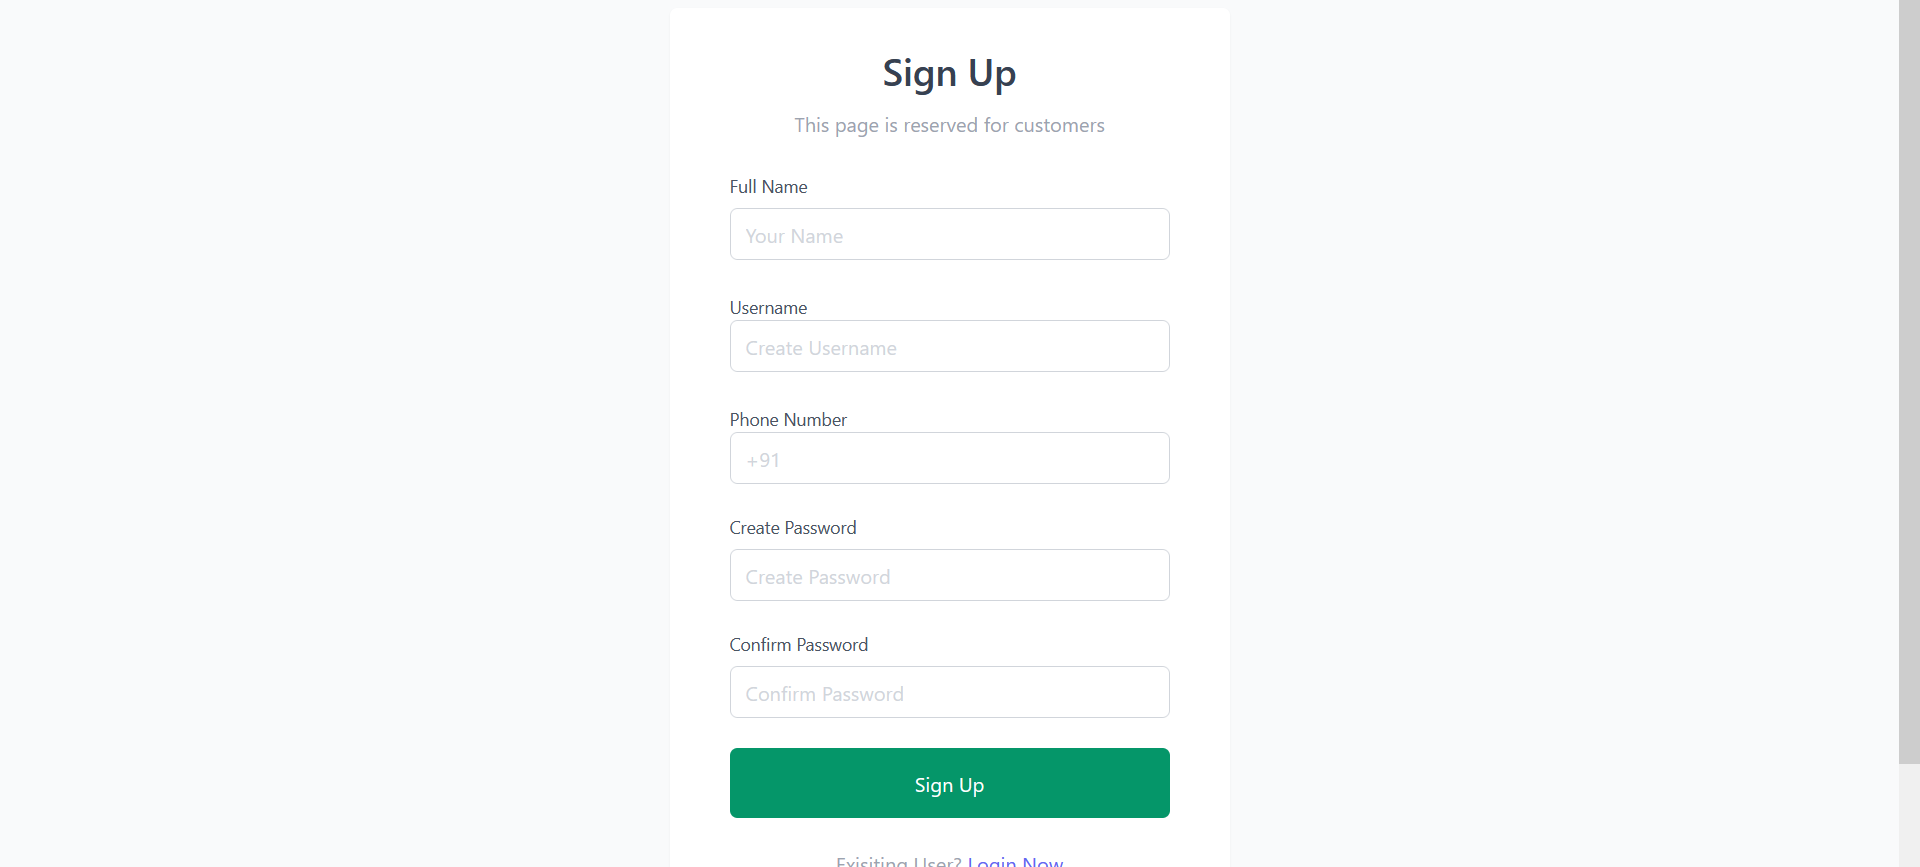 Sign Up
This page is reserved for customers
Full Name
Your Name
Username
Create Username
Phone Number
+91
Create Password
Create Password
Confirm Password
Confirm Password
Sign Up
Exisiting User? Login Now